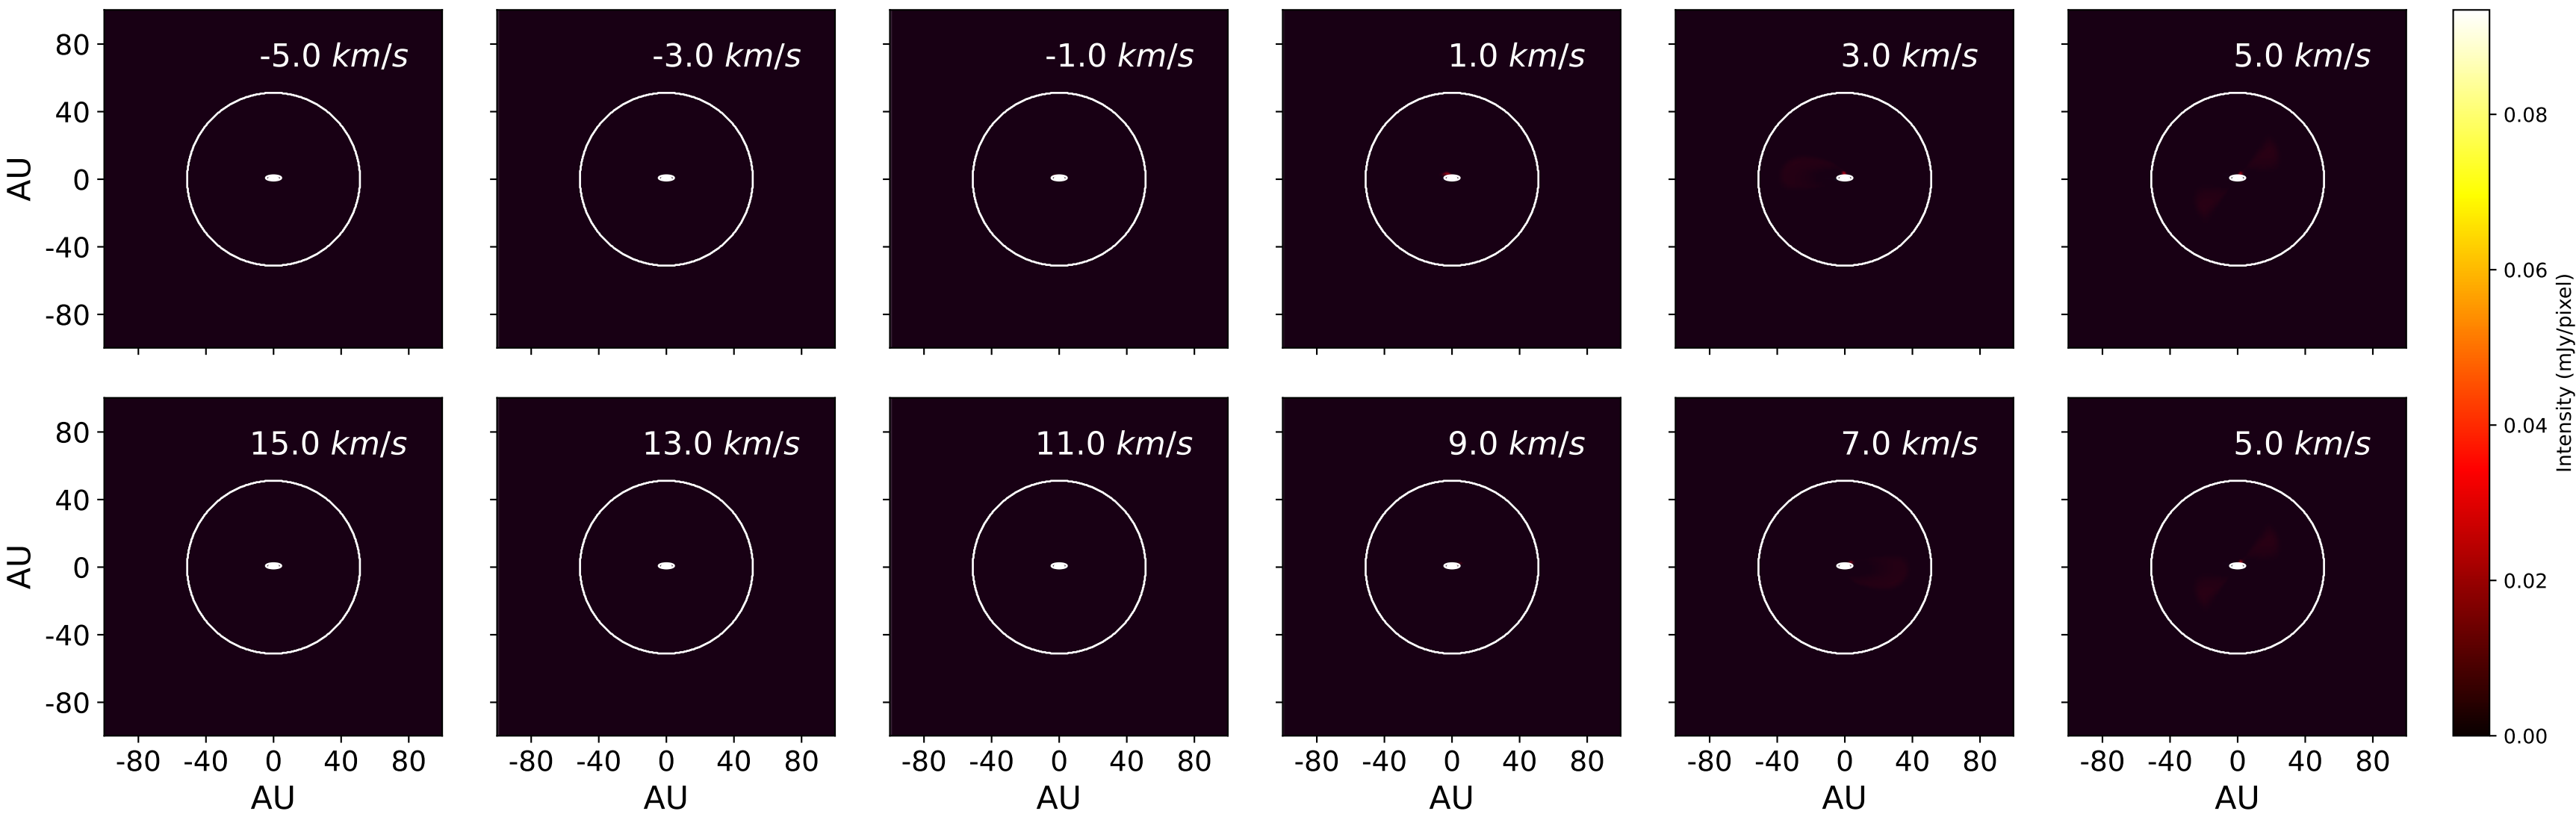 -5.0 km/s
-3.0 km/s
-1.0 km/s
1.0 km/s
3.0 km/s
5.0 km/s
80
40
0
-40
-80
AU
15.0 km/s
13.0 km/s
11.0 km/s
9.0 km/s
7.0 km/s
5.0 km/s
80
40
0
-40
-80
AU
-80 -40 0 40 80
-80 -40 0 40 80
-80 -40 0 40 80
-80 -40 0 40 80
-80 -40 0 40 80
-80 -40 0 40 80
AU
AU
AU
AU
AU
AU
0.08
0.06
0.04
0.02
0.00
Intensity (mJy/pixel)